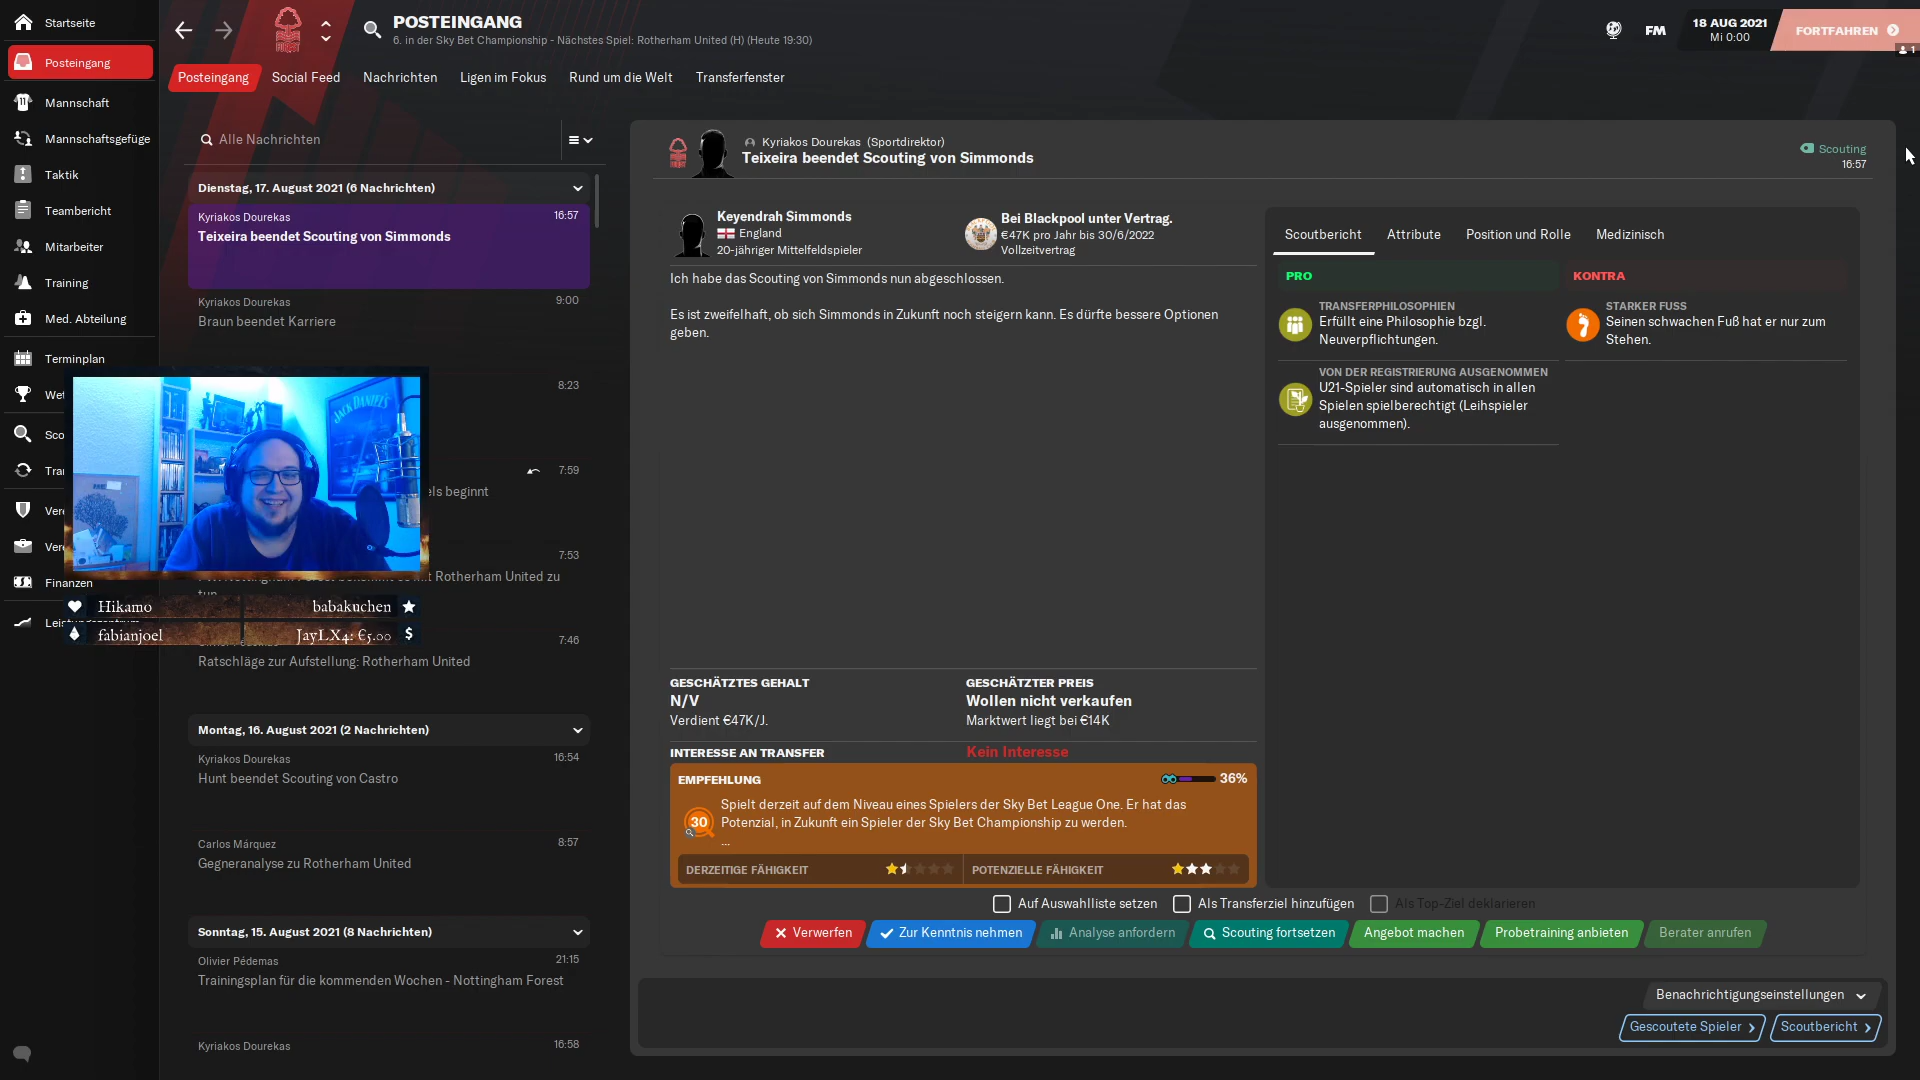 Startseite
Posteingang
Mannschaft
Mannschaftsgefüge
Taktik
Teambericht
Mitarbeiter
Training
Med. Abteilung
Terminplan
Finanzen
POSTEINGANG
6. in der Sky Bet Championship - Nächstes Spiel: Rotherham United (H) (Heute 19:30)
FM
18 AUG 2021
Mi 0:00
FORTFAHREN
1
Posteingang
Social Feed
Nachrichten
Ligen im Fokus
Rund um die Welt
Transferfenster
Alle Nachrichten
Dienstag, 17. August 2021 (6 Nachrichten)
Kyriakos Dourekas 16:57
Teixeira beendet Scouting von Simmonds
Kyriakos Dourekas 9:00
Braun beendet Karriere
8:23
7:59
els beginnt
7:53
Rotherham United zu
7:46
Ratschläge zur Aufstellung: Rotherham United
Montag, 16. August 2021 (2 Nachrichten)
Kyriakos Dourekas 16:54
Hunt beendet Scouting von Castro
Carlos Márquez 8:57
Gegneranalyse zu Rotherham United
Sonntag, 15. August 2021 (8 Nachrichten)
Olivier Pédemas 21:15
Trainingsplan für die kommenden Wochen - Nottingham Forest
Kyriakos Dourekas 16:58
JACK DANIEL'S
Hikamo
babakuchen
fabianjoel
JayLX4: €5.00
Kyriakos Dourekas (Sportdirektor)
Teixeira beendet Scouting von Simmonds
Scouting
16:57
Keyendrah Simmonds
England
20-jähriger Mittelfeldspieler
Bei Blackpool unter Vertrag.
€47K pro Jahr bis 30/6/2022
Vollzeitvertrag
Ich habe das Scouting von Simmonds nun abgeschlossen.
Es ist zweifelhaft, ob sich Simmonds in Zukunft noch steigern kann. Es dürfte bessere Optionen
geben.
GESCHÄTZTES GEHALT
N/V
Verdient €47K/J.
GESCHÄTZTER PREIS
Wollen nicht verkaufen
Marktwert liegt bei €14K
INTERESSE AN TRANSFER
Kein Interesse
EMPFEHLUNG
36%
30
Spielt derzeit auf dem Niveau eines Spielers der Sky Bet League One. Er hat das
Potenzial, in Zukunft ein Spieler der Sky Bet Championship zu werden.
...
DERZEITIGE FÄHIGKEIT
POTENZIELLE FÄHIGKEIT
Scoutbericht
Attribute
Position und Rolle
Medizinisch
PRO
TRANSFERPHILOSOPHIEN
Erfüllt eine Philosophie bzgl.
Neuverpflichtungen.
VON DER REGISTRIERUNG AUSGENOMMEN
U21-Spieler sind automatisch in allen
Spielen spielberechtigt (Leihspieler
ausgenommen).
KONTRA
STARKER FUSS
Seinen schwachen Fuß hat er nur zum
Stehen.
Auf Auswahlliste setzen
Als Transferziel hinzufügen
Als Top-Ziel deklarieren
Verwerfen
Zur Kenntnis nehmen
Analyse anfordern
Scouting fortsetzen
Angebot machen
Probetraining anbieten
Berater anrufen
Benachrichtigungseinstellungen
Gescoutete Spieler
Scoutbericht